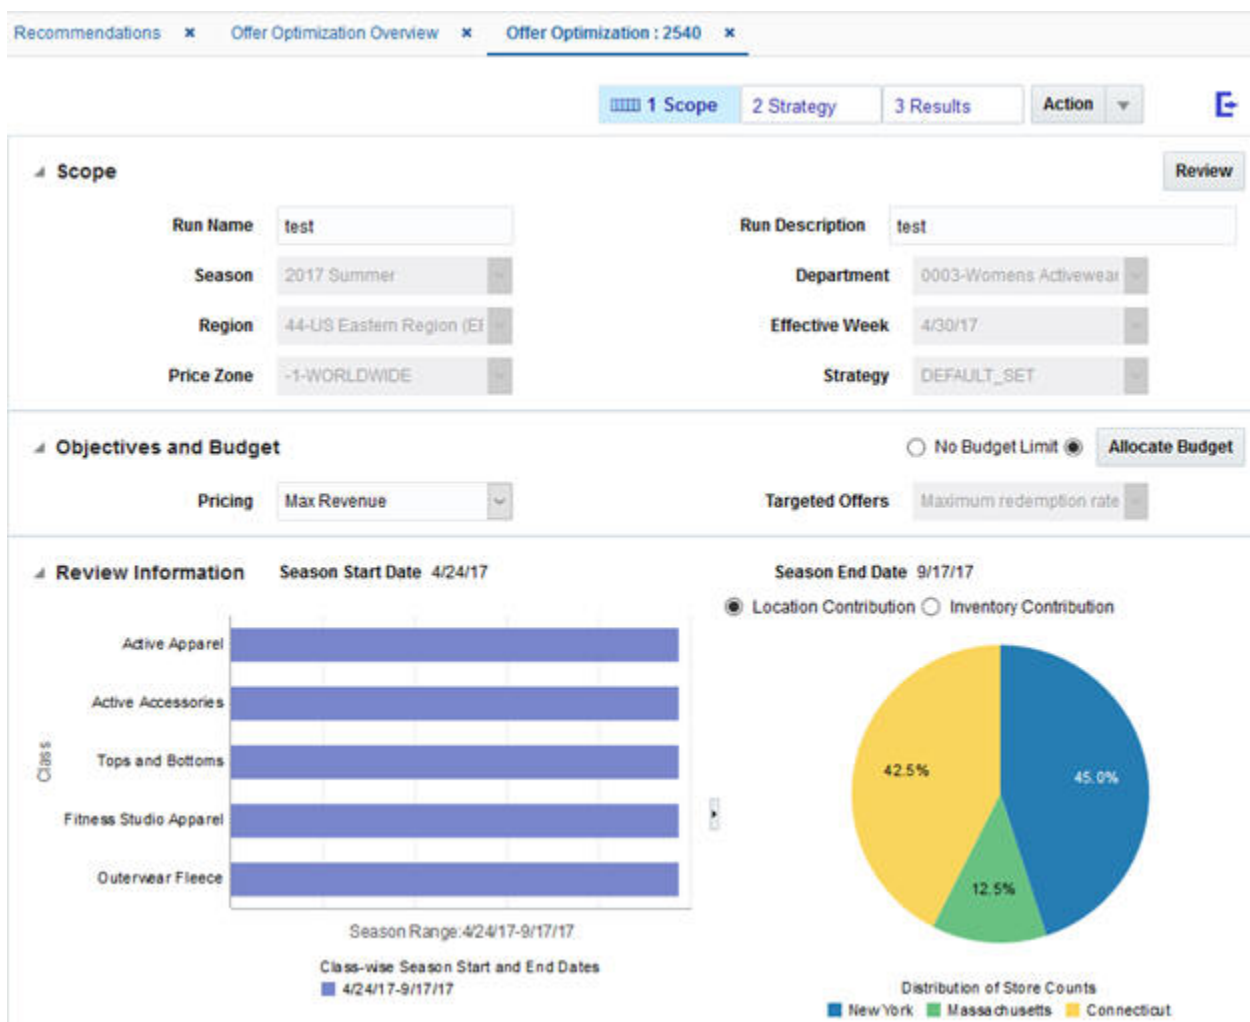 Recommendations × Offer Optimization Overview × Offer Optimization : 2540 ×
1 Scope 2 Strategy 3 Results Action
Scope Review
Run Name test Run Description test
Season 2017 Summer Department 0003-Womens Activewear
Region 44-US Eastern Region (EF Effective Week 4/30/17
Price Zone -1-WORLDWIDE Strategy DEFAULT_SET
Objectives and Budget No Budget Limit Allocate Budget
Pricing Max Revenue Targeted Offers Maximum redemption rate
Review Information Season Start Date 4/24/17 Season End Date 9/17/17
Location Contribution Inventory Contribution
Class
Active Apparel
Active Accessories
Tops and Bottoms
Fitness Studio Apparel
Outerwear Fleece
Season Range:4/24/17-9/17/17
Class-wise Season Start and End Dates
4/24/17-9/17/17
42.5%
45.0%
12.5%
Distribution of Store Counts
New York Massachusetts Connecticut